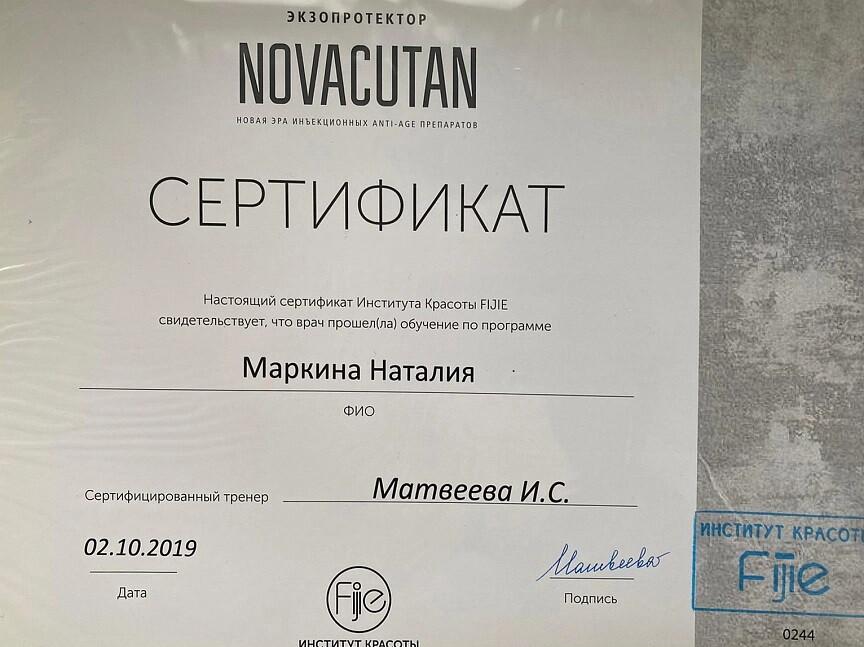 ЭКЗОПРОТЕКТОР
NOVACUTAN
НОВАЯ ЭРА ИНЪЕКЦИОННЫХ ANTI-AGE ПРЕПАРАТОВ
СЕРТИФИКАТ
Настоящий сертификат Института Красоты FIJIE
свидетельствует, что врач прошел(ла) обучение по программе
Маркина Наталия
ФИО
Сертифицированный тренер Матвеева И.С.
02.10.2019
Дата
Матвеева
Подпись
Fijie
ИНСТИТУТ КРАСОТЫ
ИНСТИТУТ КРАСОТЫ
Fijie
0244